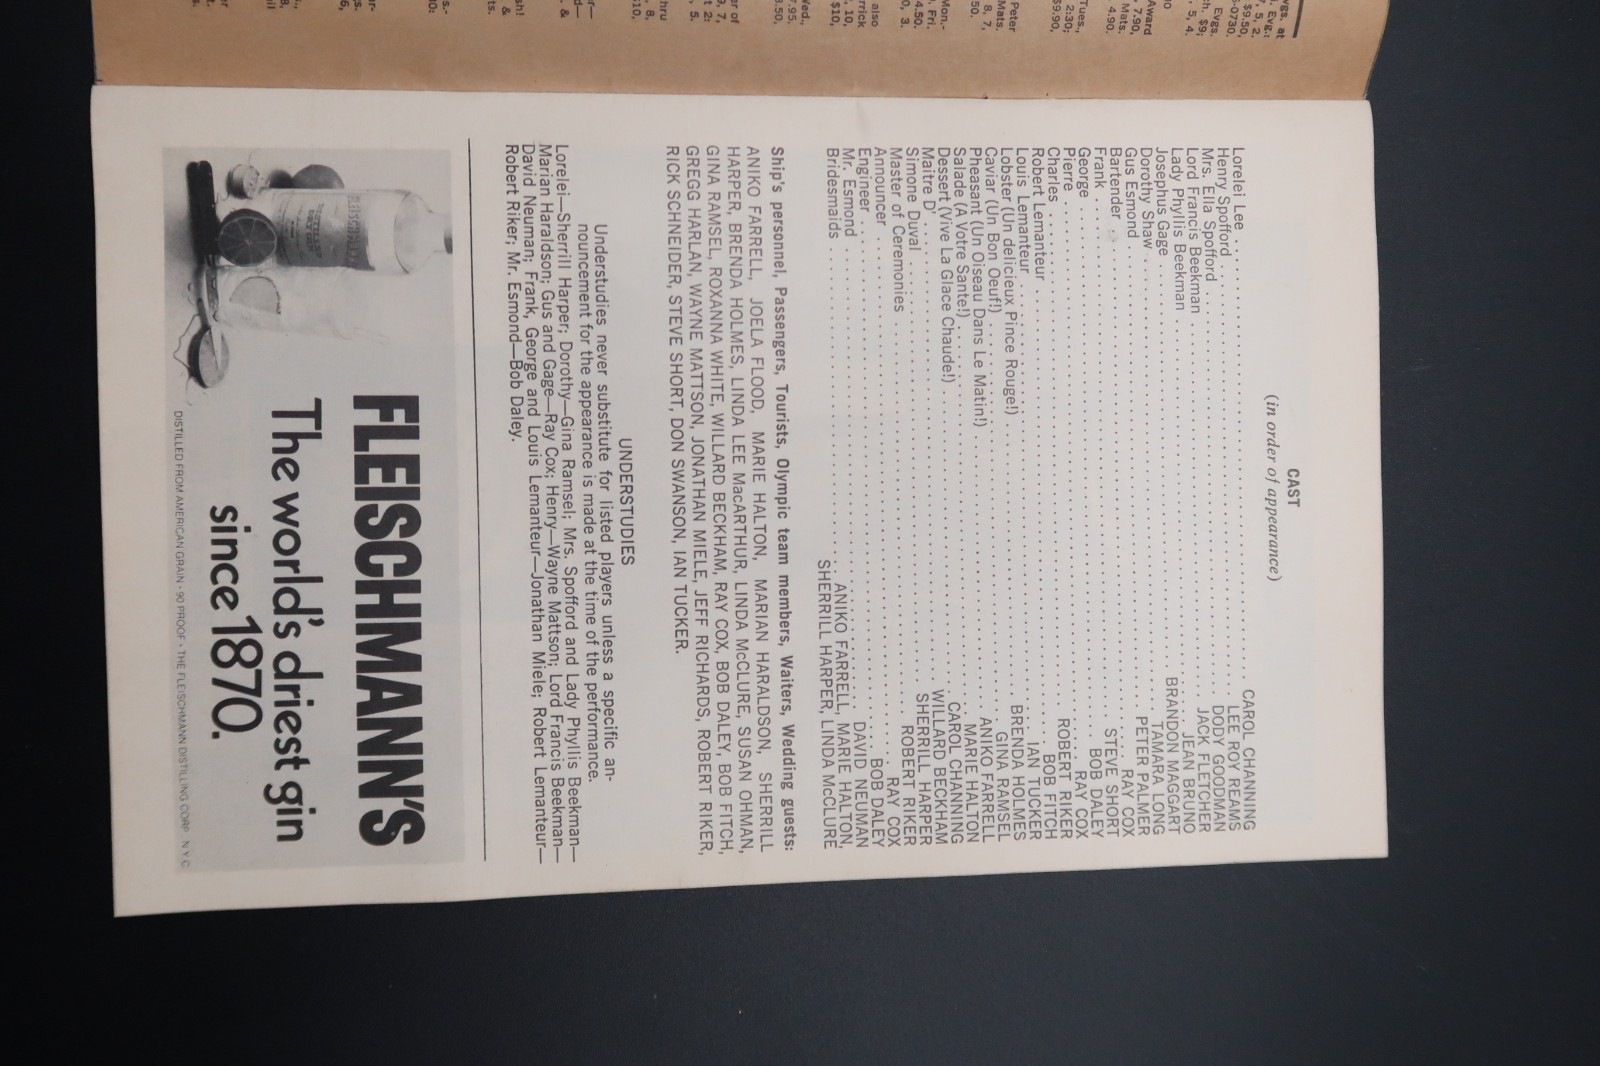 CAST
(in order of appearance)
Lorelei Lee . . . . . CAROL CHANNING
Henry Spofford . . . . . LEE ROY REAMS
Mrs. Ella Spofford . . . . . DODY GOODMAN
Lord Francis Beekman . . . . . JACK FLETCHER
Lady Phyllis Beekman . . . . . JEAN BRUNO
Josephus Gage . . . . . BRANDON MAGGART
Dorothy Shaw . . . . . TAMARA LONG
Gus Esmond . . . . . PETER PALMER
Bartender . . . . . RAY COX
Frank . . . . . STEVE SHORT
George . . . . . BOB DALEY
Pierre . . . . . RAY COX
Charles . . . . . ROBERT RIKER
Robert Lemanteur . . . . . BOB FITCH
Louis Lemanteur . . . . . IAN TUCKER
Lobster (Un delicieux Pince Rouge!) . . . . . BRENDA HOLMES
Caviar (Un Bon Oeuf!) . . . . . GINA RAMSEL
Pheasant (Un Oiseau Dans Le Matin!) . . . . . ANIKO FARRELL
Salade (A Votre Sante!) . . . . . MARIE HALTON
Dessert (Vive La Glace Chaude!) . . . . . CAROL CHANNING
Maitre D' . . . . . WILLARD BECKHAM
Simone Duval . . . . . SHERRILL HARPER
Master of Ceremonies . . . . . ROBERT RIKER
Announcer . . . . . RAY COX
Engineer . . . . . BOB DALEY
Mr. Esmond . . . . . DAVID NEUMAN
Bridesmaids . . . . . ANIKO FARRELL, MARIE HALTON,
SHERRILL HARPER, LINDA McCLURE
Ship's personnel, Passengers, Tourists, Olympic team members, Waiters, Wedding guests:
ANIKO FARRELL, JOELA FLOOD, MARIE HALTON, MARIAN HARALDSON, SHERRILL
HARPER, BRENDA HOLMES, LINDA LEE MacARTHUR, LINDA McCLURE, SUSAN OHMAN,
GINA RAMSEL, ROXANNA WHITE, WILLARD BECKHAM, RAY COX, BOB DALEY, BOB FITCH,
GREGG HARLAN, WAYNE MATTSON, JONATHAN MIELE, JEFF RICHARDS, ROBERT RIKER,
RICK SCHNEIDER, STEVE SHORT, DON SWANSON, IAN TUCKER.
UNDERSTUDIES
Understudies never substitute for listed players unless a specific an-
nouncement for the appearance is made at the time of the performance.
Lorelei—Sherrill Harper; Dorothy—Gina Ramsel; Mrs. Spofford and Lady Phyllis Beekman—
Marian Haraldson; Gus and Gage—Ray Cox; Henry—Wayne Mattson; Lord Francis Beekman—
David Neuman; Frank, George and Louis Lemanteur—Jonathan Miele; Robert Lemanteur—
Robert Riker; Mr. Esmond—Bob Daley.
FLEISCHMANN'S
The world's driest gin
since 1870.
DISTILLED FROM AMERICAN GRAIN • 90 PROOF • THE FLEISCHMANN DISTILLING CORP. N.Y.C.